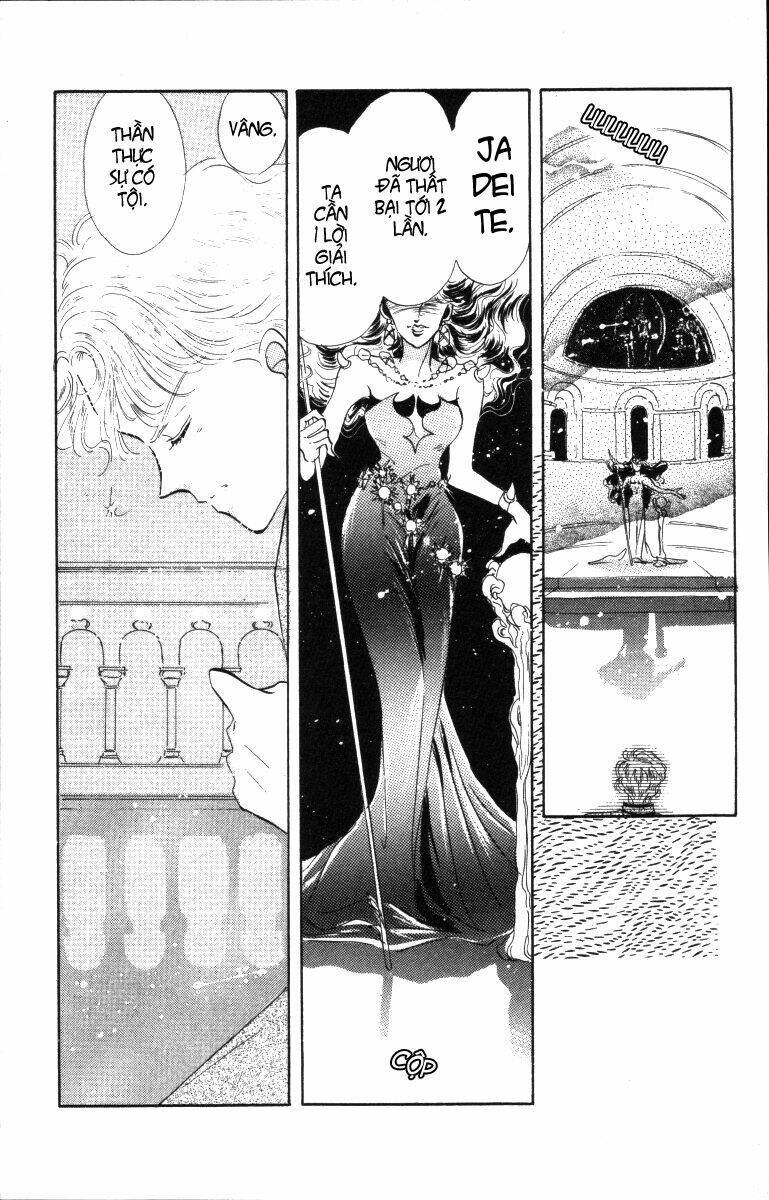 UUUUUUU
JA
DEI
TE.
NGƯƠI
ĐÃ THẤT
BẠI TỚI 2
LẦN.
TA
CẦN
1 LỜI
GIẢI
THÍCH.
CỘP
VÂNG.
THẦN
THỰC
SỰ CÓ
TỘI.